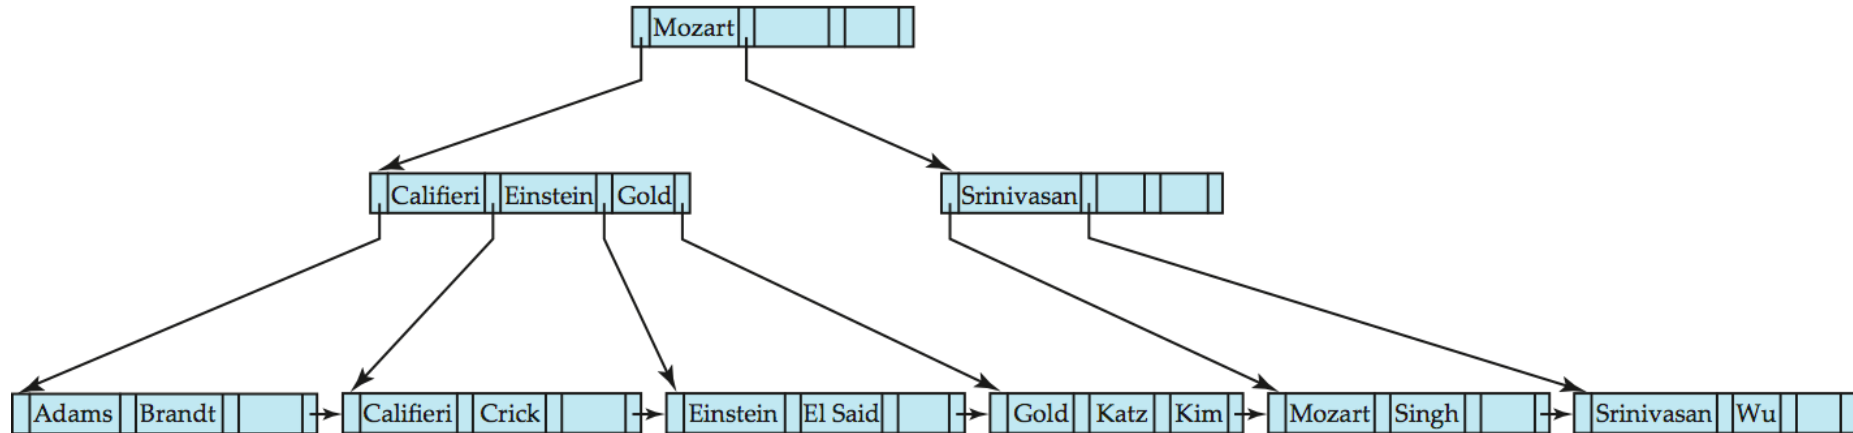 Mozart
Califieri Einstein Gold Srinivasan
Adams Brandt Califieri Crick Einstein El Said Gold Katz Kim Mozart Singh Srinivasan Wu